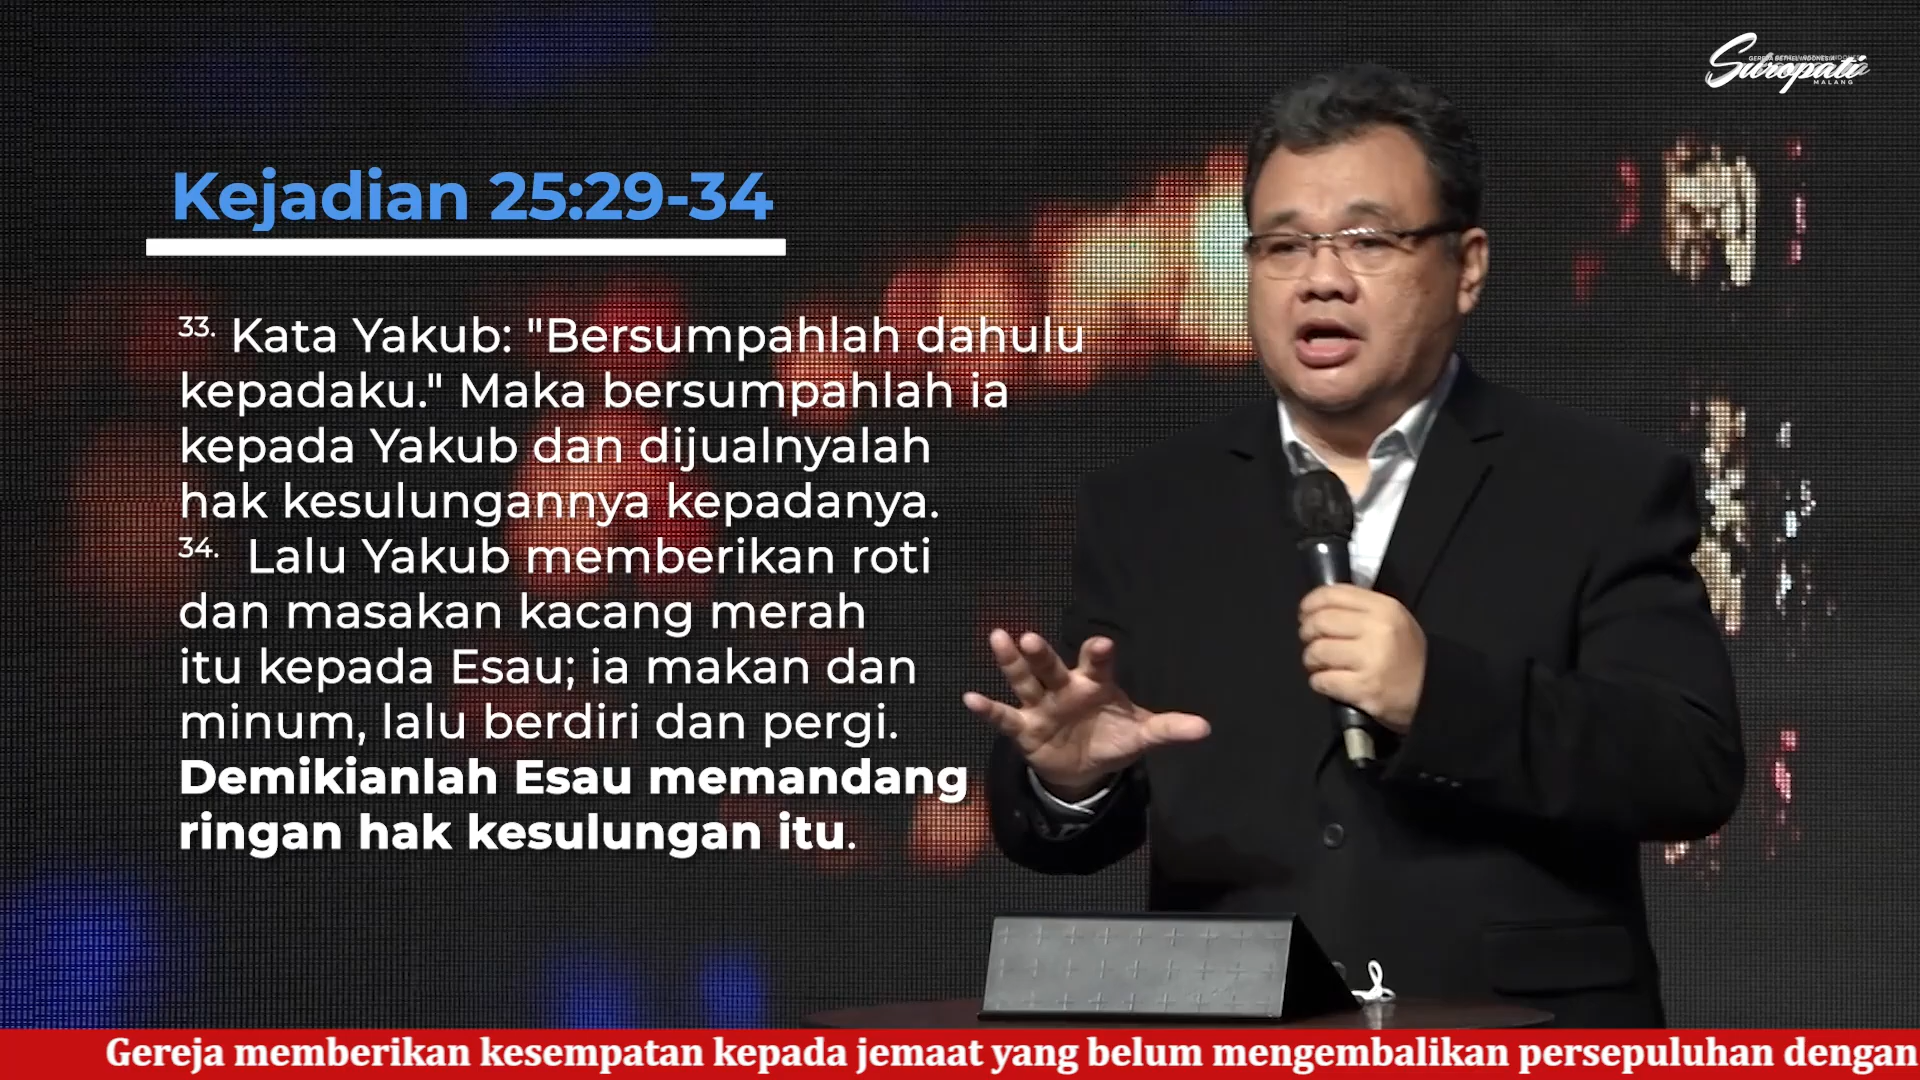 GEREJA BETHEL INDONESIA
Suropati
MALANG
Kejadian 25:29-34
33. Kata Yakub: "Bersumpahlah dahulu
kepadaku." Maka bersumpahlah ia
kepada Yakub dan dijualnyalah
hak kesulungannya kepadanya.
34. Lalu Yakub memberikan roti
dan masakan kacang merah
itu kepada Esau; ia makan dan
minum, lalu berdiri dan pergi.
Demikianlah Esau memandang
ringan hak kesulungan itu.
Gereja memberikan kesempatan kepada jemaat yang belum mengembalikan persepuluhan dengan